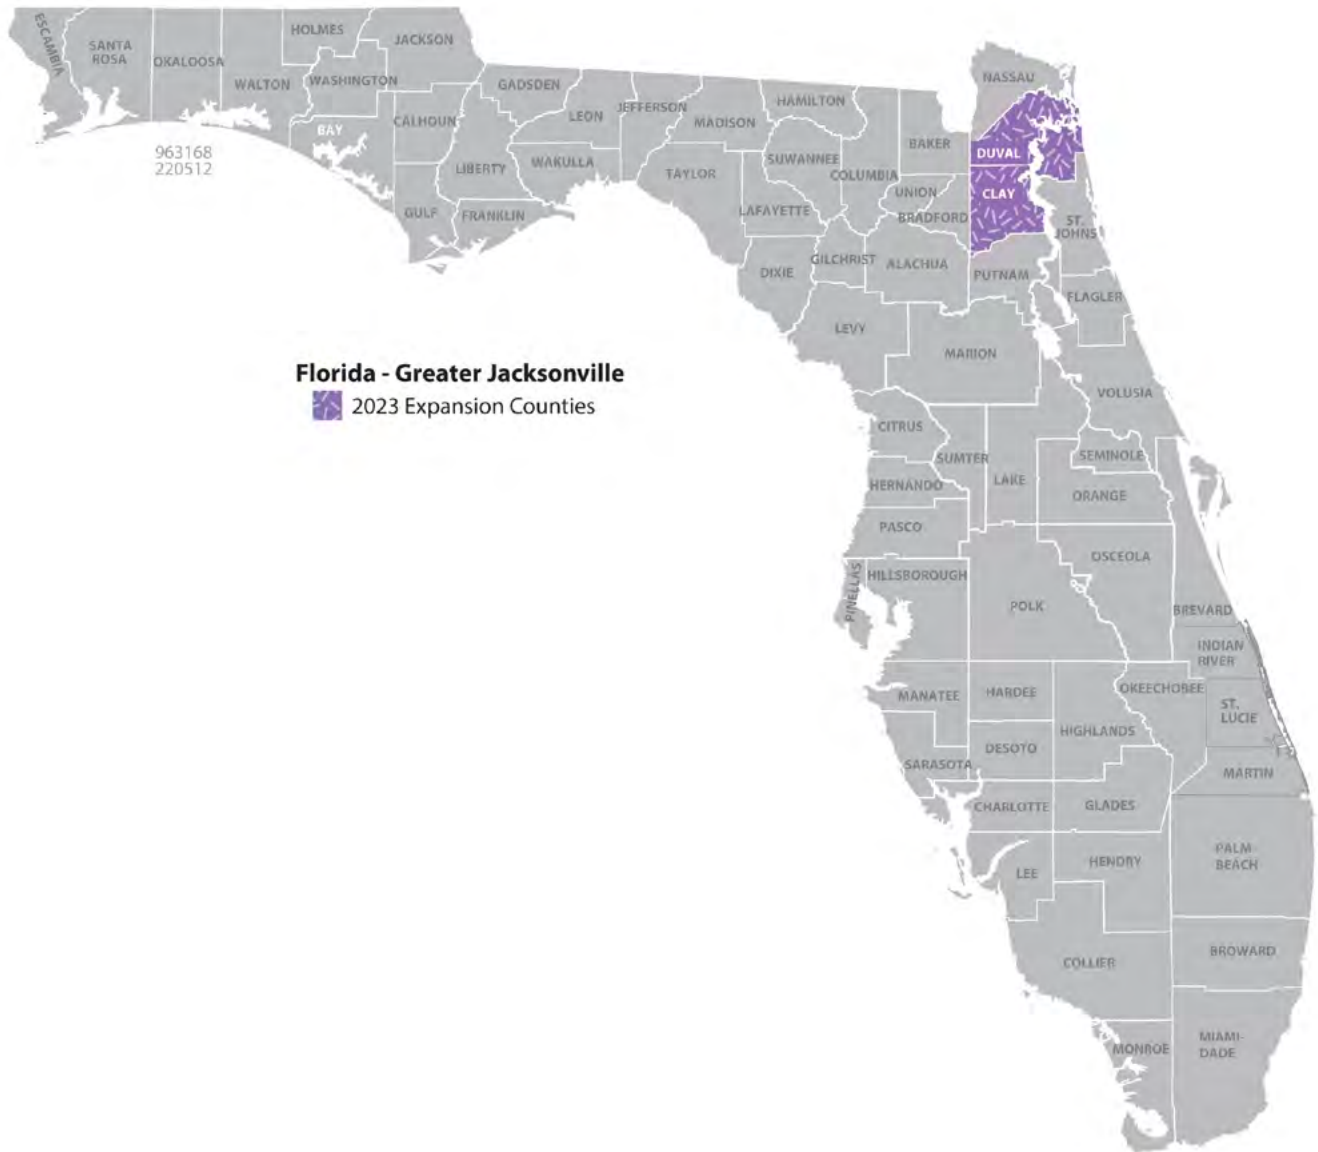 ESCAMBIA
SANTA
ROSA
OKALOOSA
WALTON
HOLMES
WASHINGTON
JACKSON
BAY
CALHOUN
GULF
GADSDEN
LIBERTY
FRANKLIN
LEON
WAKULLA
JEFFERSON
MADISON
TAYLOR
HAMILTON
SUWANNEE
LAFAYETTE
DIXIE
COLUMBIA
GILCHRIST
BAKER
UNION
BRADFORD
ALACHUA
NASSAU
DUVAL
CLAY
ST.
JOHNS
PUTNAM
FLAGLER
963168
220512
LEVY
MARION
VOLUSIA
Florida - Greater Jacksonville
2023 Expansion Counties
CITRUS
SUMTER
LAKE
SEMINOLE
HERNANDO
ORANGE
PASCO
OSCEOLA
PINELLAS
HILLSBOROUGH
POLK
BREVARD
INDIAN
RIVER
MANATEE
HARDEE
OKEECHOBEE
ST.
LUCIE
HIGHLANDS
DESOTO
SARASOTA
MARTIN
CHARLOTTE
GLADES
LEE
HENDRY
PALM
BEACH
COLLIER
BROWARD
MONROE
MIAMI-
DADE